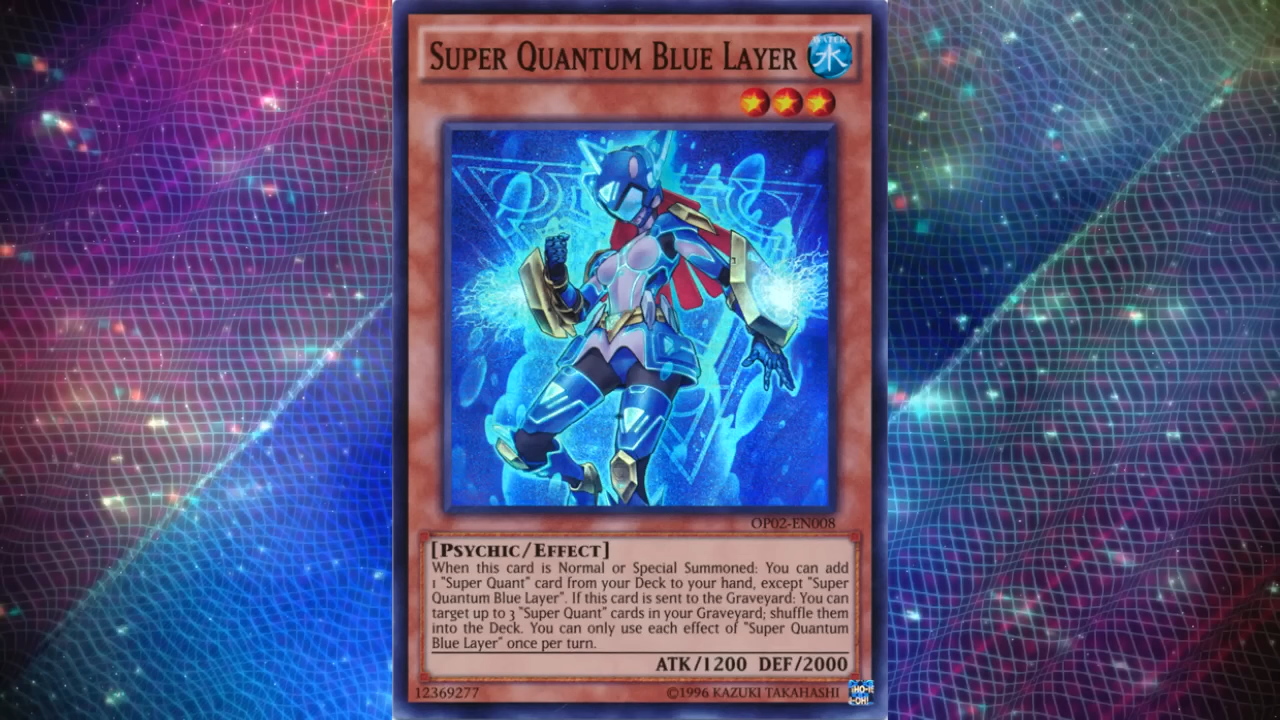 SUPER QUANTUM BLUE LAYER
WATER
水
OP02-EN008
[PSYCHIC/EFFECT]
When this card is Normal or Special Summoned: You can add
1 "Super Quant" card from your Deck to your hand, except "Super
Quantum Blue Layer". If this card is sent to the Graveyard: You can
target up to 3 "Super Quant" cards in your Graveyard; shuffle them
into the Deck. You can only use each effect of "Super Quantum
Blue Layer" once per turn.
ATK/1200 DEF/2000
12369277
©1996 KAZUKI TAKAHASHI